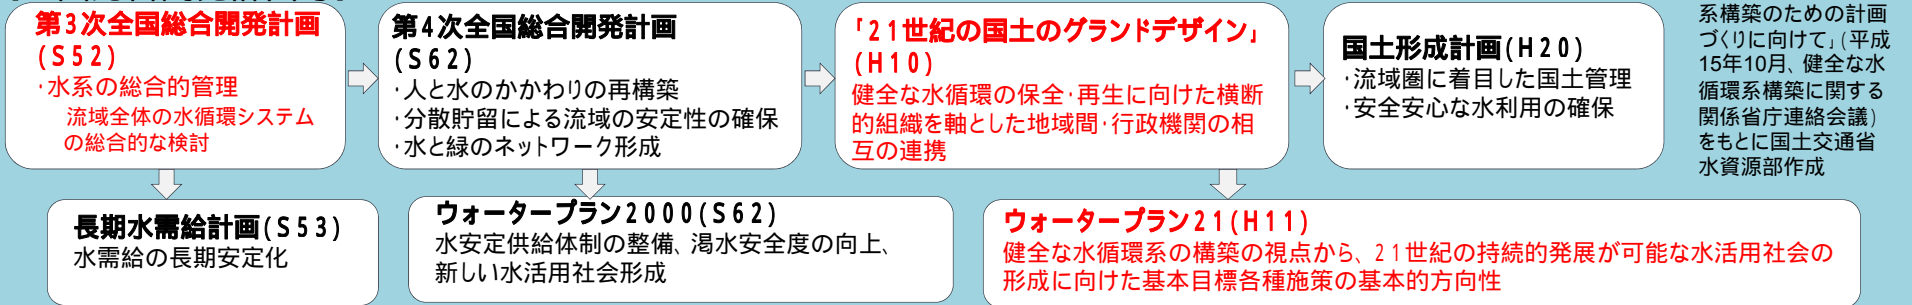 第3次全国総合開発計画
(S52)
・水系の総合的管理
流域全体の水循環システム
の総合的な検討
第4次全国総合開発計画
(S62)
・人と水のかかわりの再構築
・分散貯留による流域の安定性の確保
・水と緑のネットワーク形成
「21世紀の国土のグランドデザイン」
(H10)
健全な水循環の保全・再生に向けた横断
的組織を軸とした地域間・行政機関の相
互の連携
国土形成計画(H20)
・流域圏に着目した国土管理
・安全安心な水利用の確保
系構築のための計画
づくりに向けて」(平成
15年10月、健全な水
循環系構築に関する
関係省庁連絡会議)
をもとに国土交通省
水資源部作成
長期水需給計画(S53)
水需給の長期安定化
ウォータープラン2000(S62)
水安定供給体制の整備、渇水安全度の向上、
新しい水活用社会形成
ウォータープラン21(H11)
健全な水循環系の構築の視点から、21世紀の持続的発展が可能な水活用社会の
形成に向けた基本目標各種施策の基本的方向性